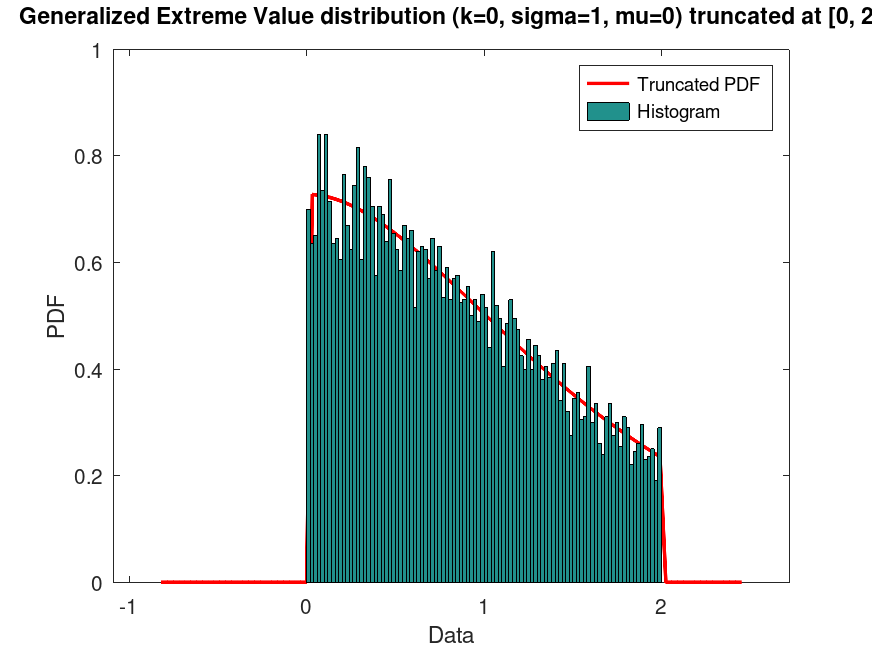 Generalized Extreme Value distribution (k=0, sigma=1, mu=0) truncated at [0, 2
1
Truncated PDF
Histogram
0.8
0.6
PDF
0.4
0.2
0
-1 0 1 2
Data